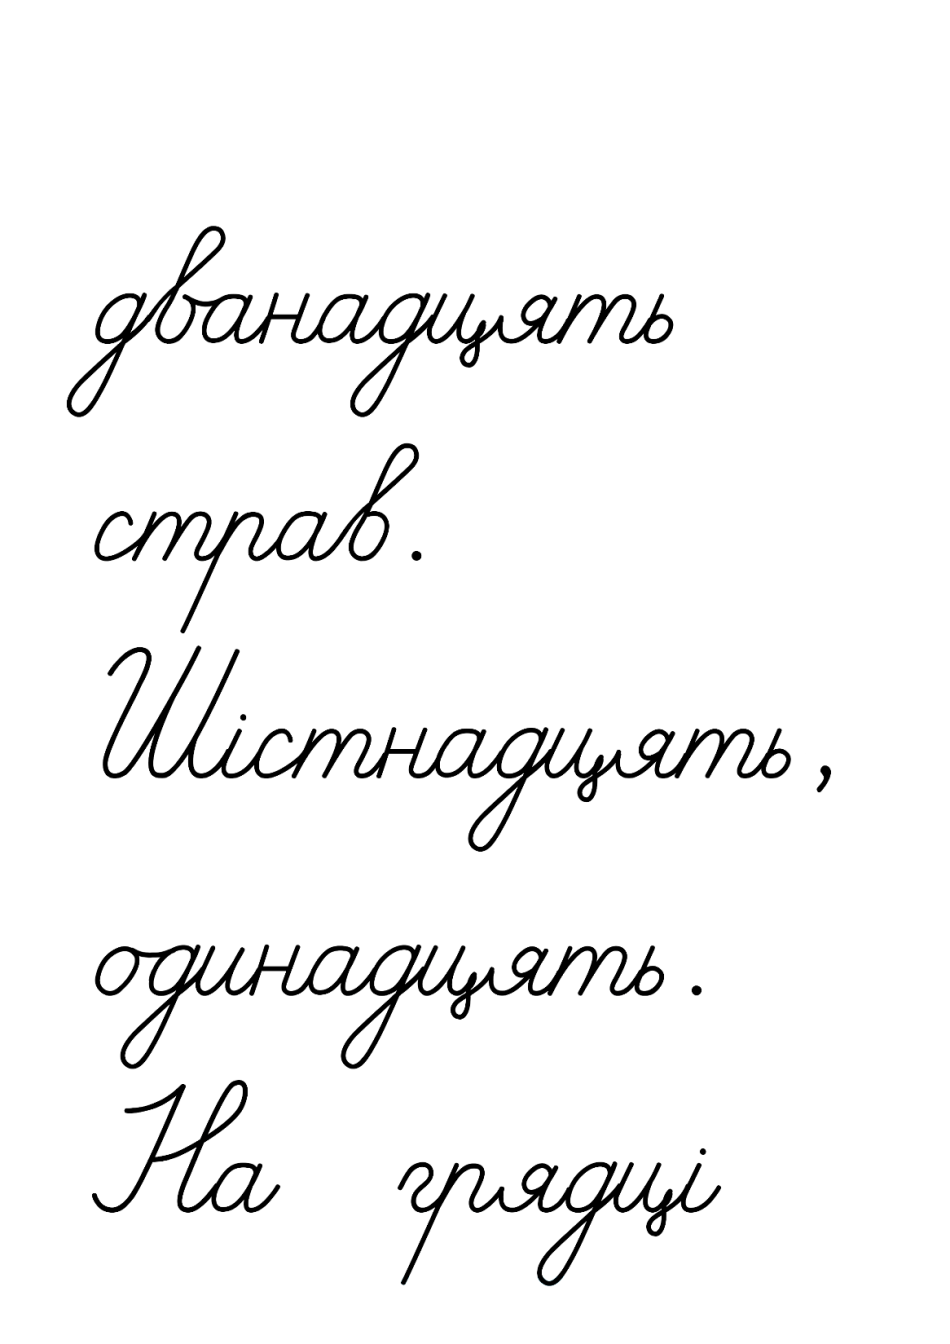 дванадцять
страв.
Шістнадцять,
одинадцять.
На грядці